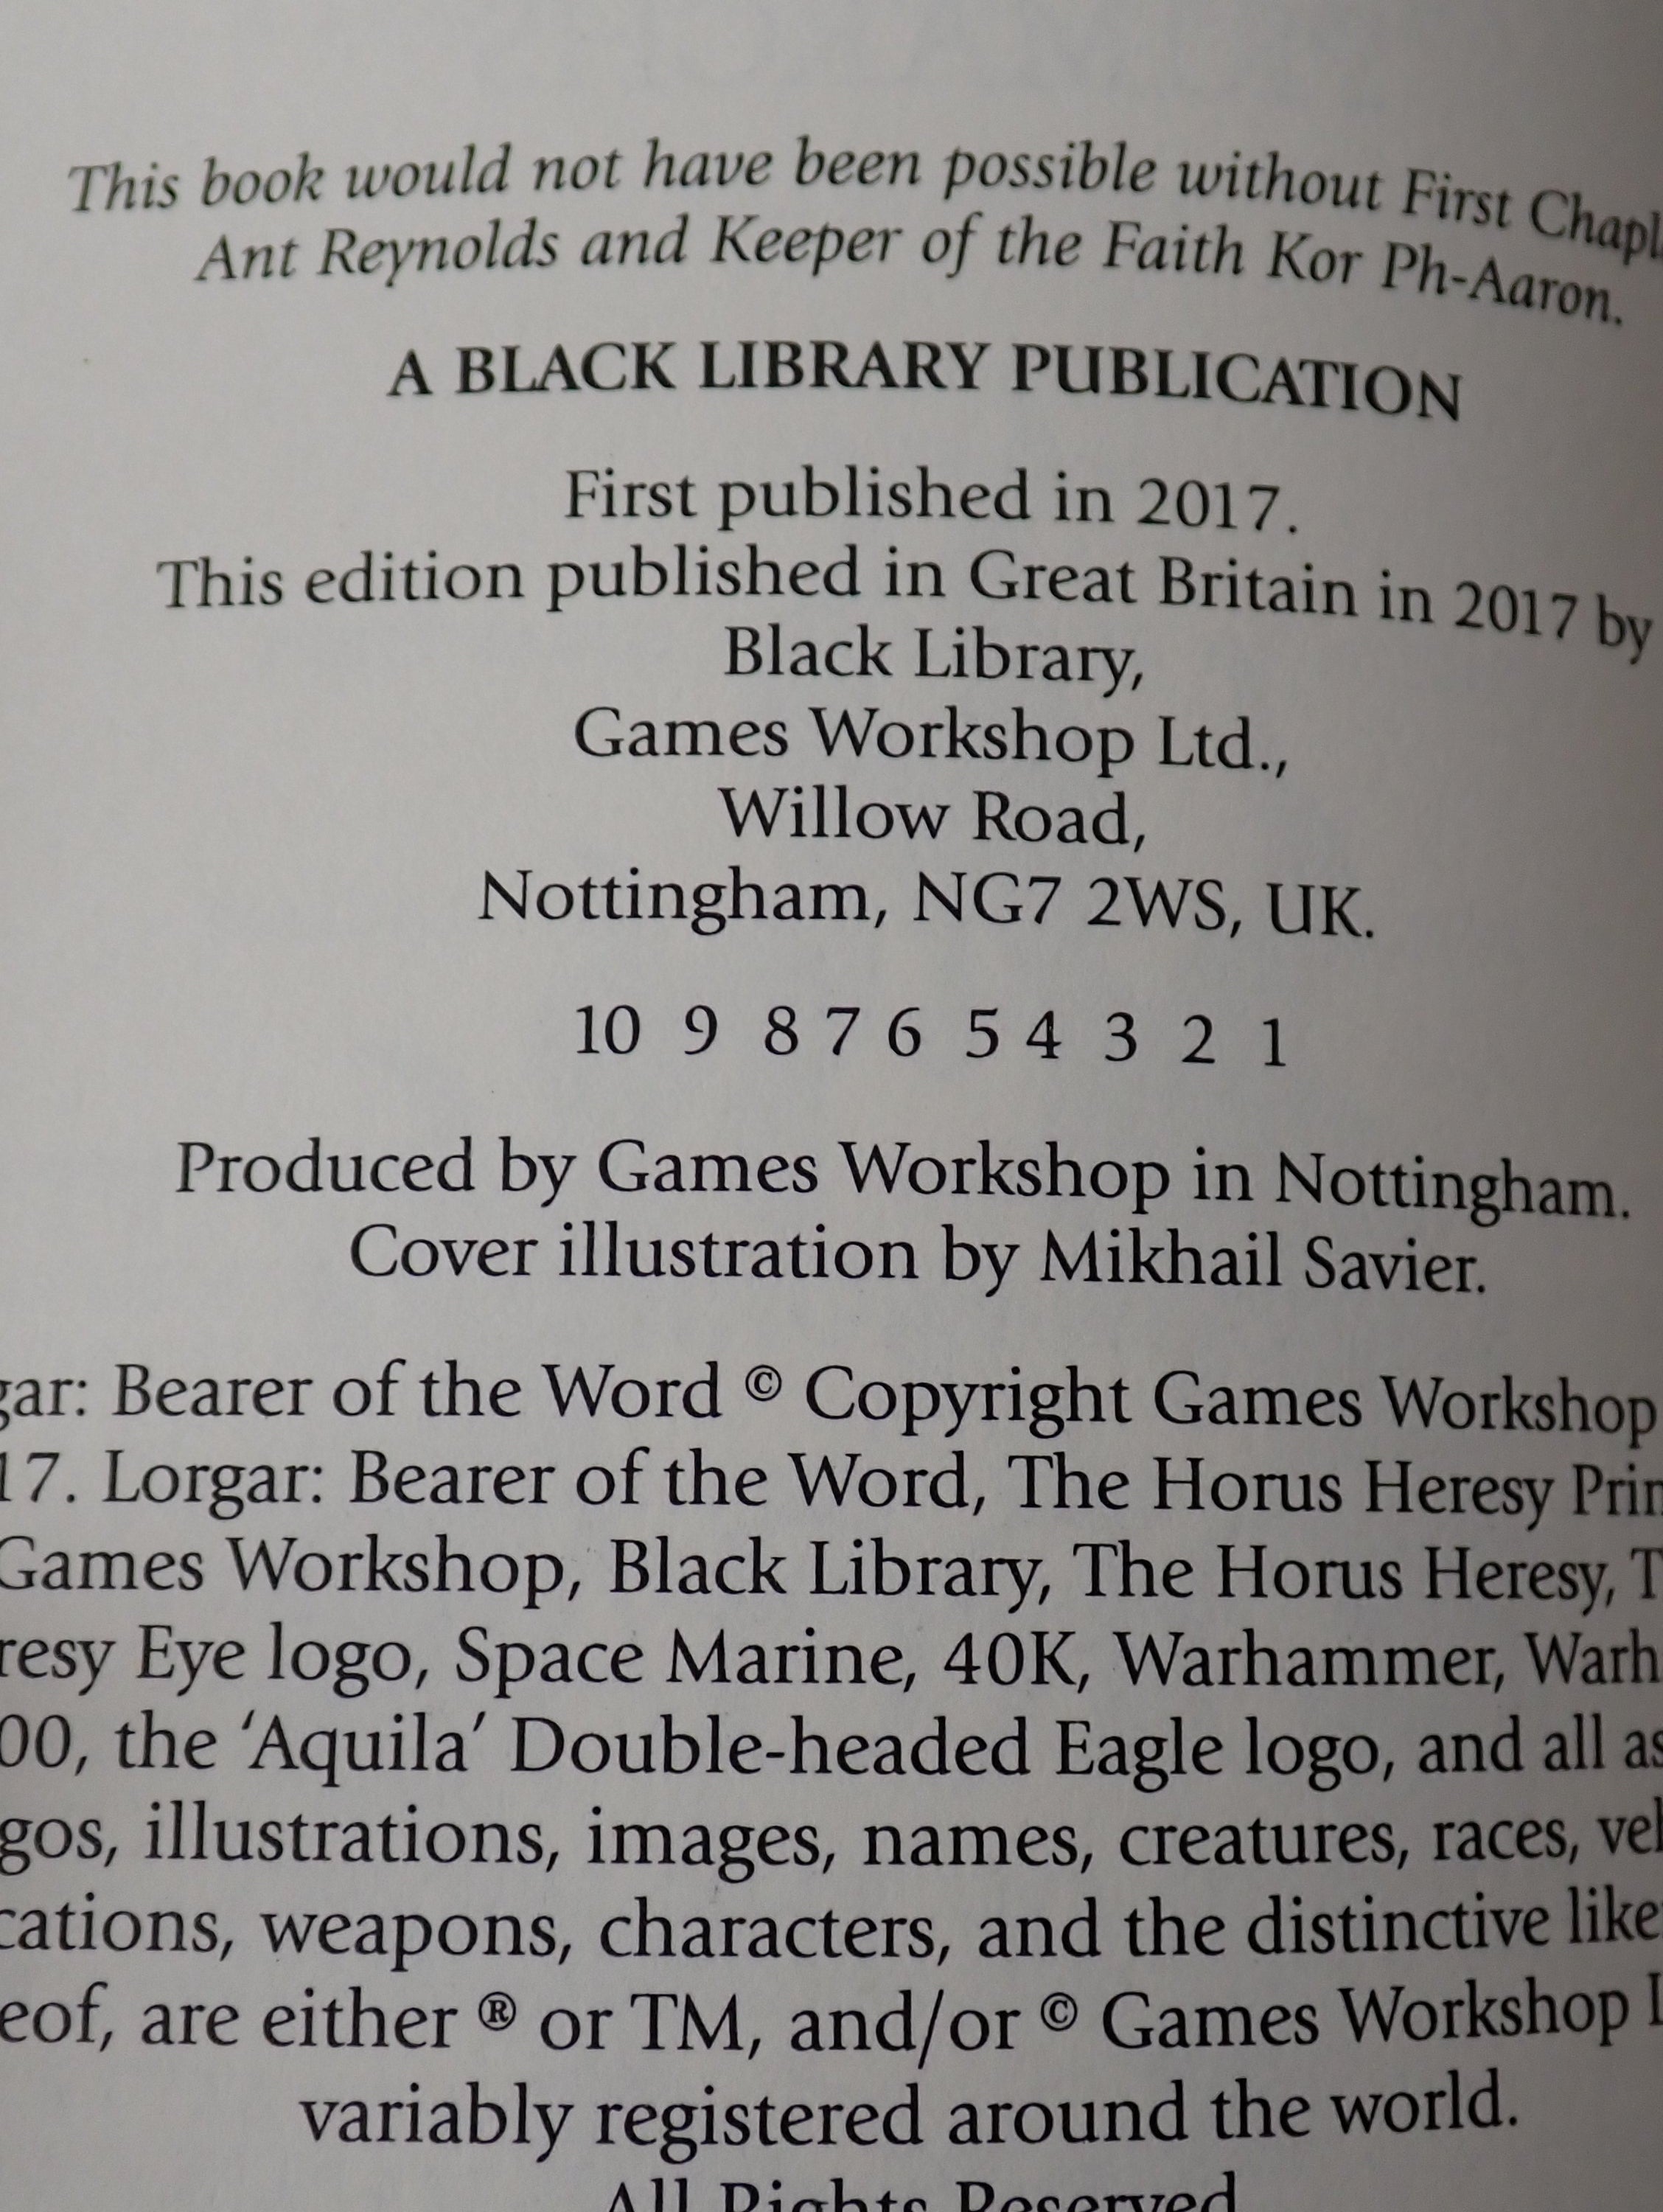 This book would not have been possible without First Chapl
Ant Reynolds and Keeper of the Faith Kor Ph-Aaron.
A BLACK LIBRARY PUBLICATION
First published in 2017.
This edition published in Great Britain in 2017 by
Black Library,
Games Workshop Ltd.,
Willow Road,
Nottingham, NG7 2WS, UK.
10 9 8 7 6 5 4 3 2 1
Produced by Games Workshop in Nottingham.
Cover illustration by Mikhail Savier.
gar: Bearer of the Word © Copyright Games Workshop
17. Lorgar: Bearer of the Word, The Horus Heresy Prim
Games Workshop, Black Library, The Horus Heresy, T
resy Eye logo, Space Marine, 40K, Warhammer, Warh
00, the ‘Aquila’ Double-headed Eagle logo, and all as
gos, illustrations, images, names, creatures, races, veh
cations, weapons, characters, and the distinctive like
eof, are either ® or TM, and/or © Games Workshop L
variably registered around the world.
All Rights Reserved